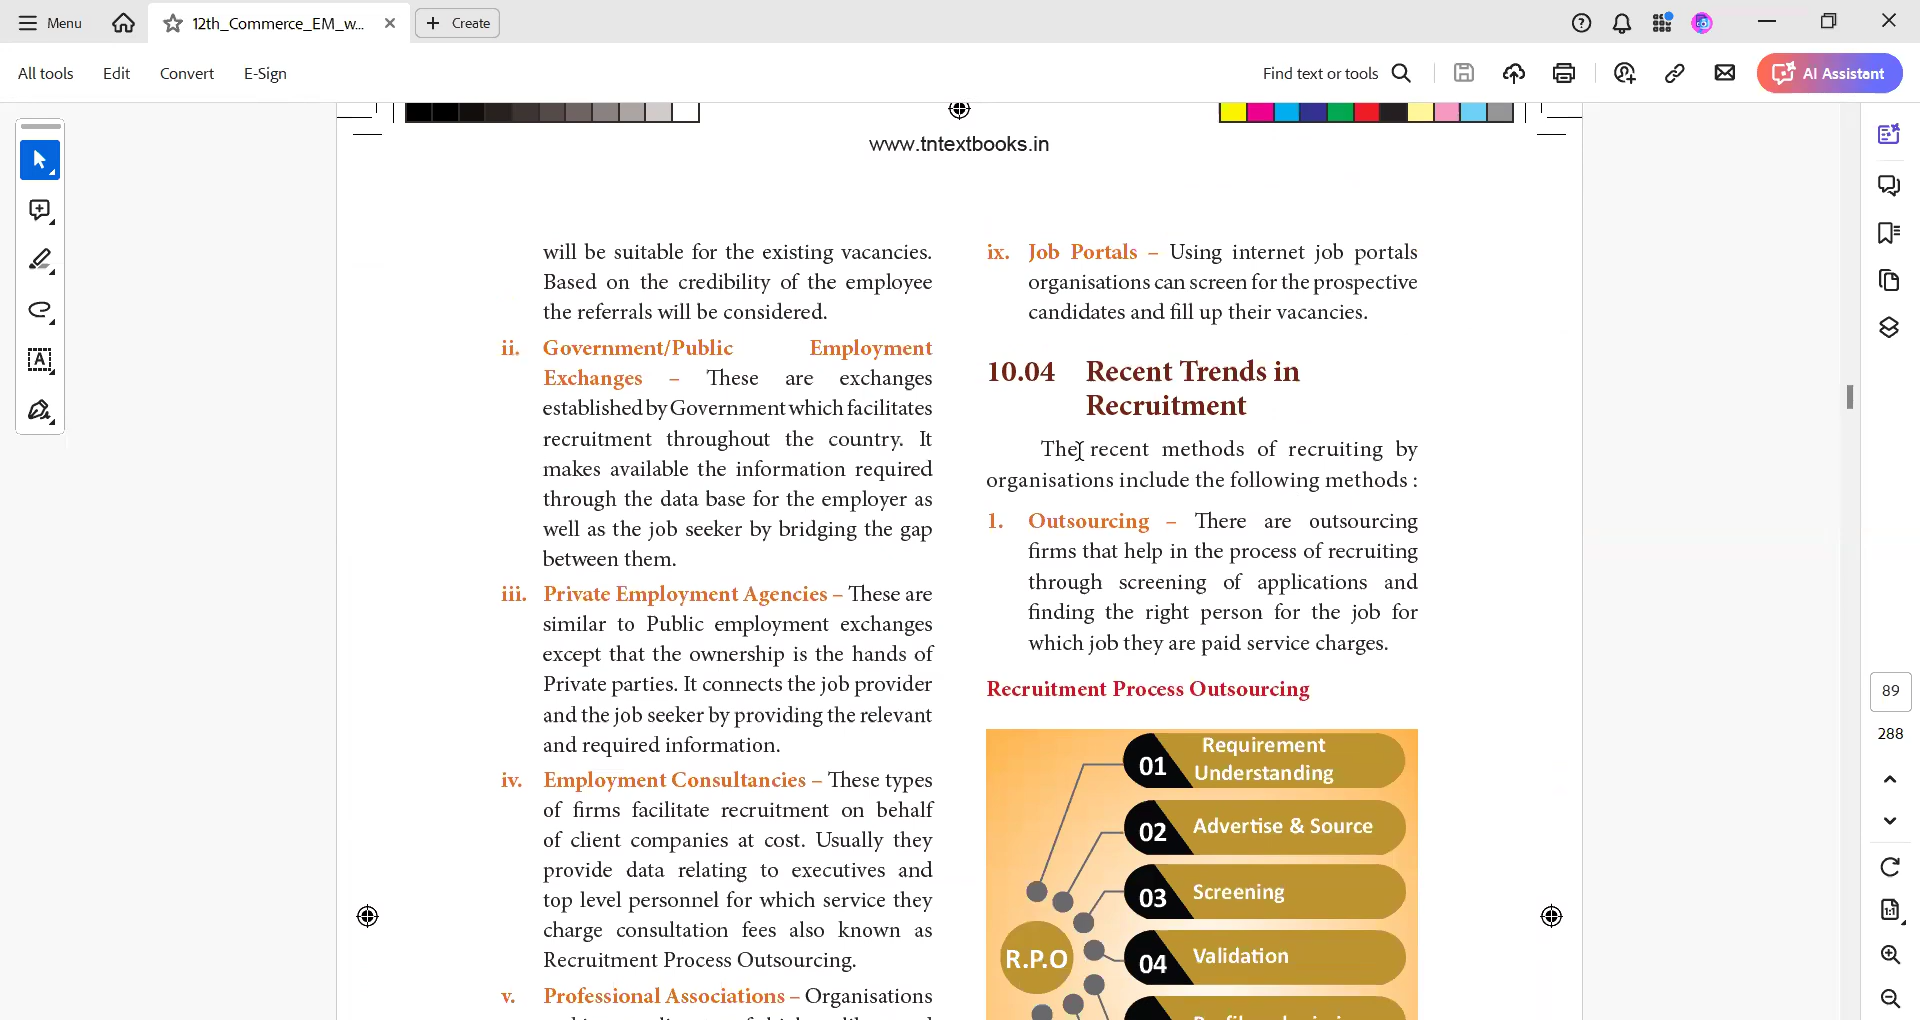 Menu
12th_Commerce_EM_w...
Create
All tools
Edit
Convert
E-Sign
Find text or tools
AI Assistant
www.tntextbooks.in
will be suitable for the existing vacancies.
Based on the credibility of the employee
the referrals will be considered.
ii. Government/Public Employment
Exchanges – These are exchanges
established by Government which facilitates
recruitment throughout the country. It
makes available the information required
through the data base for the employer as
well as the job seeker by bridging the gap
between them.
iii. Private Employment Agencies – These are
similar to Public employment exchanges
except that the ownership is the hands of
Private parties. It connects the job provider
and the job seeker by providing the relevant
and required information.
iv. Employment Consultancies – These types
of firms facilitate recruitment on behalf
of client companies at cost. Usually they
provide data relating to executives and
top level personnel for which service they
charge consultation fees also known as
Recruitment Process Outsourcing.
v. Professional Associations – Organisations
ix. Job Portals – Using internet job portals
organisations can screen for the prospective
candidates and fill up their vacancies.
10.04 Recent Trends in
Recruitment
The recent methods of recruiting by
organisations include the following methods :
1. Outsourcing – There are outsourcing
firms that help in the process of recruiting
through screening of applications and
finding the right person for the job for
which job they are paid service charges.
Recruitment Process Outsourcing
01 Requirement
Understanding
02 Advertise & Source
03 Screening
04 Validation
R.P.O
89
288